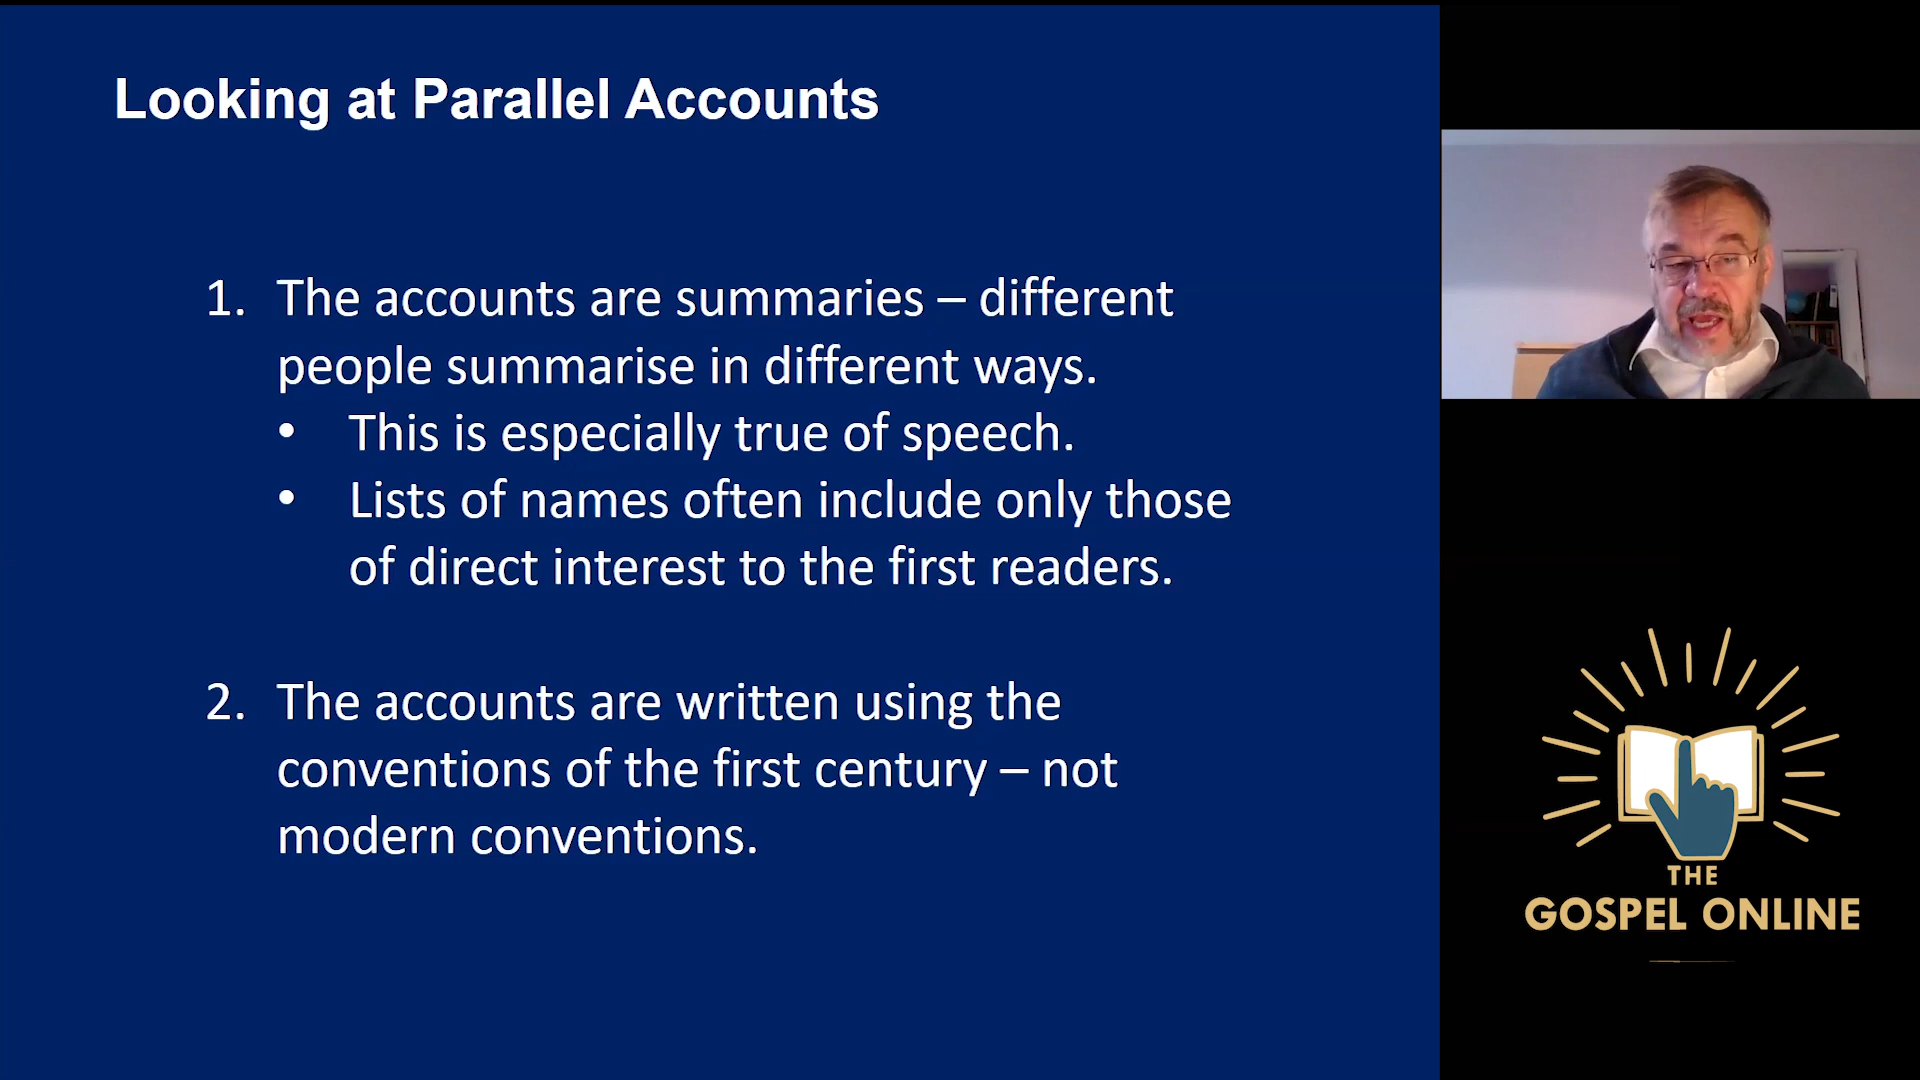 Looking at Parallel Accounts
1. The accounts are summaries – different
people summarise in different ways.
• This is especially true of speech.
• Lists of names often include only those
of direct interest to the first readers.
2. The accounts are written using the
conventions of the first century – not
modern conventions.
THE
GOSPEL ONLINE